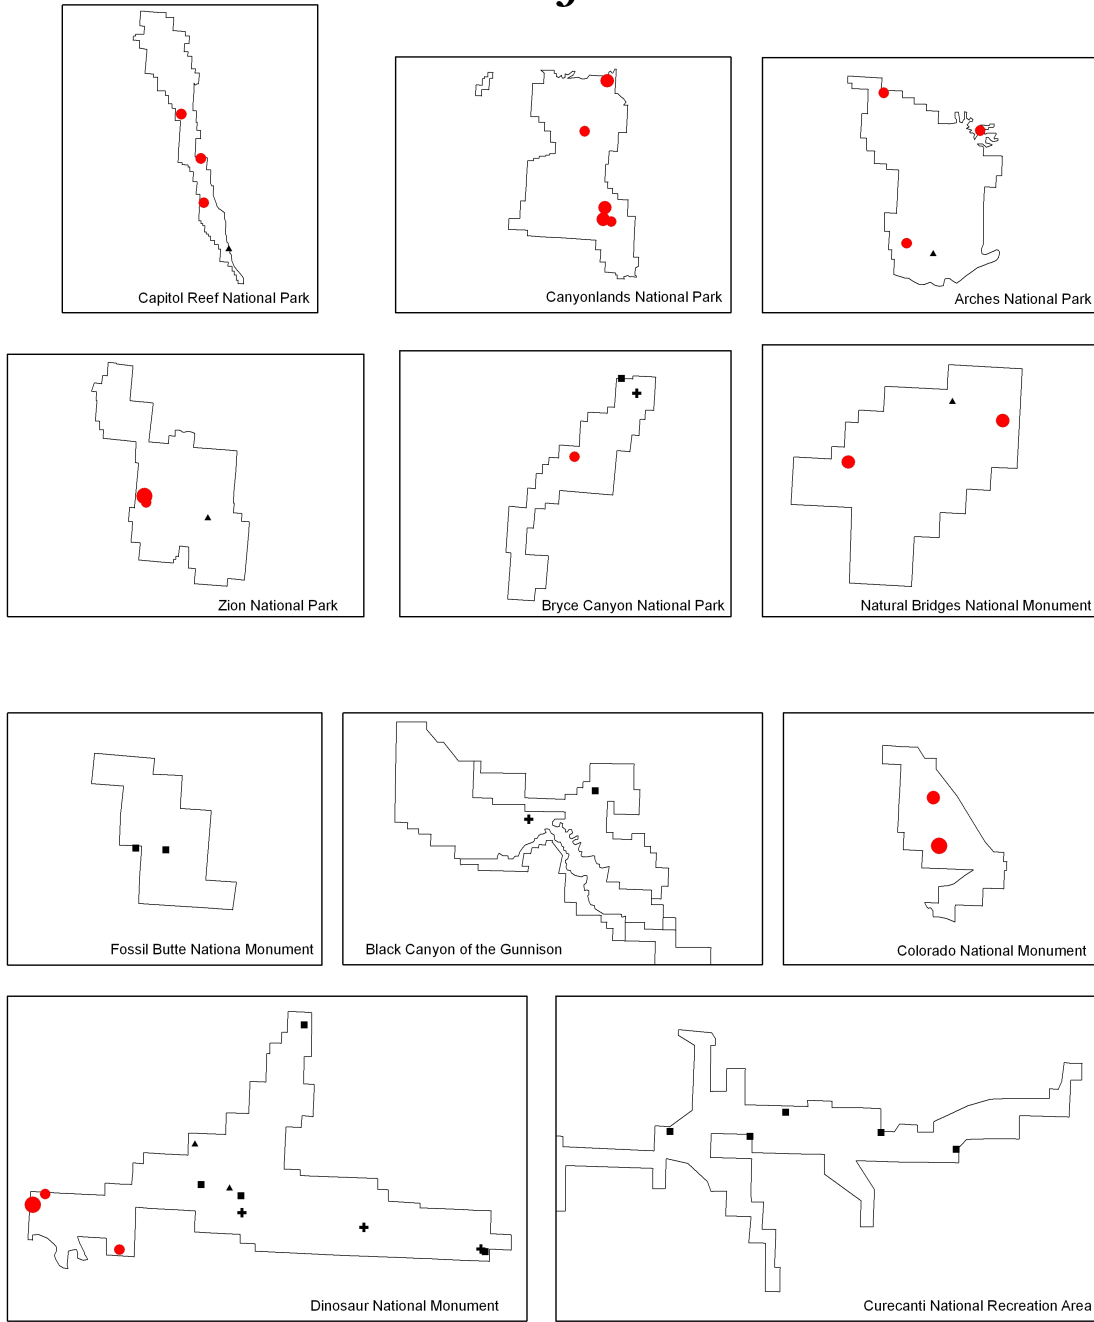 Capitol Reef National Park
Canyonlands National Park
Arches National Park
Zion National Park
Bryce Canyon National Park
Natural Bridges National Monument
Fossil Butte Nationa Monument
Black Canyon of the Gunnison
Colorado National Monument
Dinosaur National Monument
Curecanti National Recreation Area